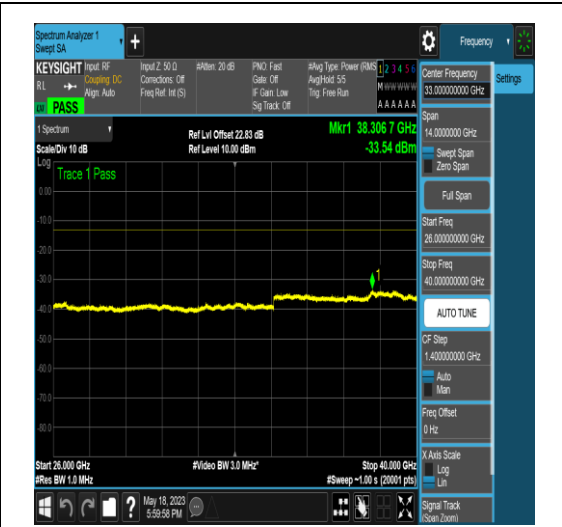 Spectrum Analyzer 1
Swept SA
Frequency
KEYSIGHT
RL
PASS
Input: RF
Coupling: DC
Align: Auto
Input Z: 50 Ω
Corrections: Off
Freq Ref: Int (S)
#Atten: 20 dB
PNO: Fast
Gate: Off
IF Gain: Low
Sig Track: Off
#Avg Type: Power (RMS
Avg|Hold: 5/5
Trig: Free Run
1 2 3 4 5 6
M W W W W W
A A A A A A
1 Spectrum
Scale/Div 10 dB
Ref Lvl Offset 22.83 dB
Ref Level 10.00 dBm
Mkr1 38.306 7 GHz
-33.54 dBm
Log
Trace 1 Pass
0.00
-10.0
-20.0
-30.0
-40.0
-50.0
-60.0
-70.0
-80.0
1
Start 26.000 GHz
#Res BW 1.0 MHz
#Video BW 3.0 MHz*
Stop 40.000 GHz
#Sweep ~1.00 s (20001 pts)
Center Frequency
33.000000000 GHz
Settings
Span
14.0000000 GHz
Swept Span
Zero Span
Full Span
Start Freq
26.000000000 GHz
Stop Freq
40.000000000 GHz
AUTO TUNE
CF Step
1.400000000 GHz
Auto
Man
Freq Offset
0 Hz
X Axis Scale
Log
Lin
Signal Track
(Span Zoom)
?
May 18, 2023
5:59:58 PM